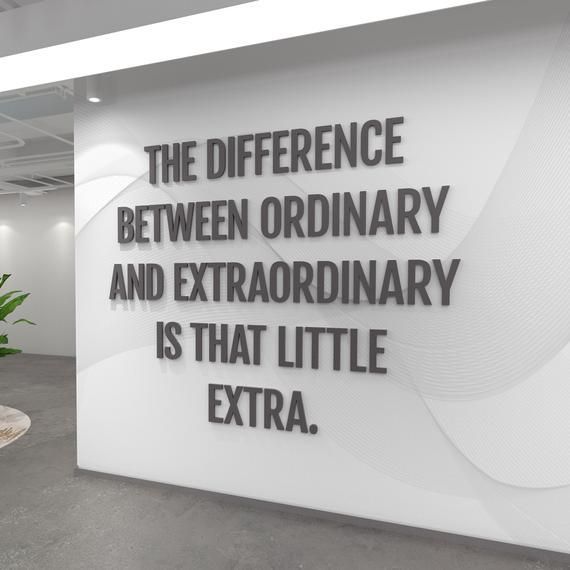 THE DIFFERENCE
BETWEEN ORDINARY
AND EXTRAORDINARY
IS THAT LITTLE
EXTRA.